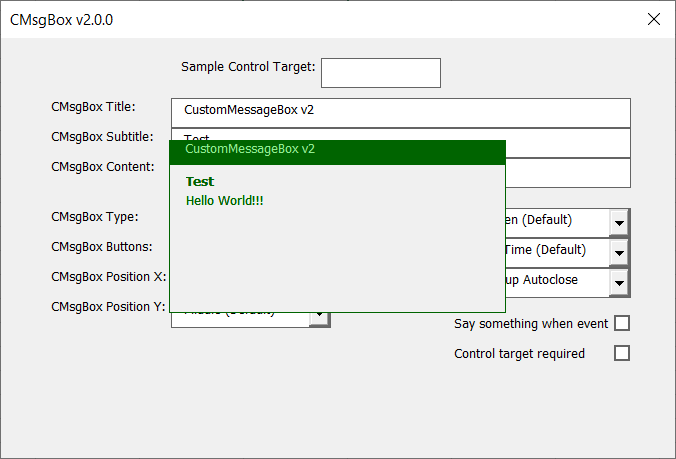 CMsgBox v2.0.0
Sample Control Target:
CMsgBox Title: CustomMessageBox v2
CMsgBox Subtitle:
CustomMessageBox v2
CMsgBox Content:
Test
Hello World!!!
CMsgBox Type: en (Default)
CMsgBox Buttons: Time (Default)
CMsgBox Position X: up Autoclose
CMsgBox Position Y:
Say something when event
Control target required